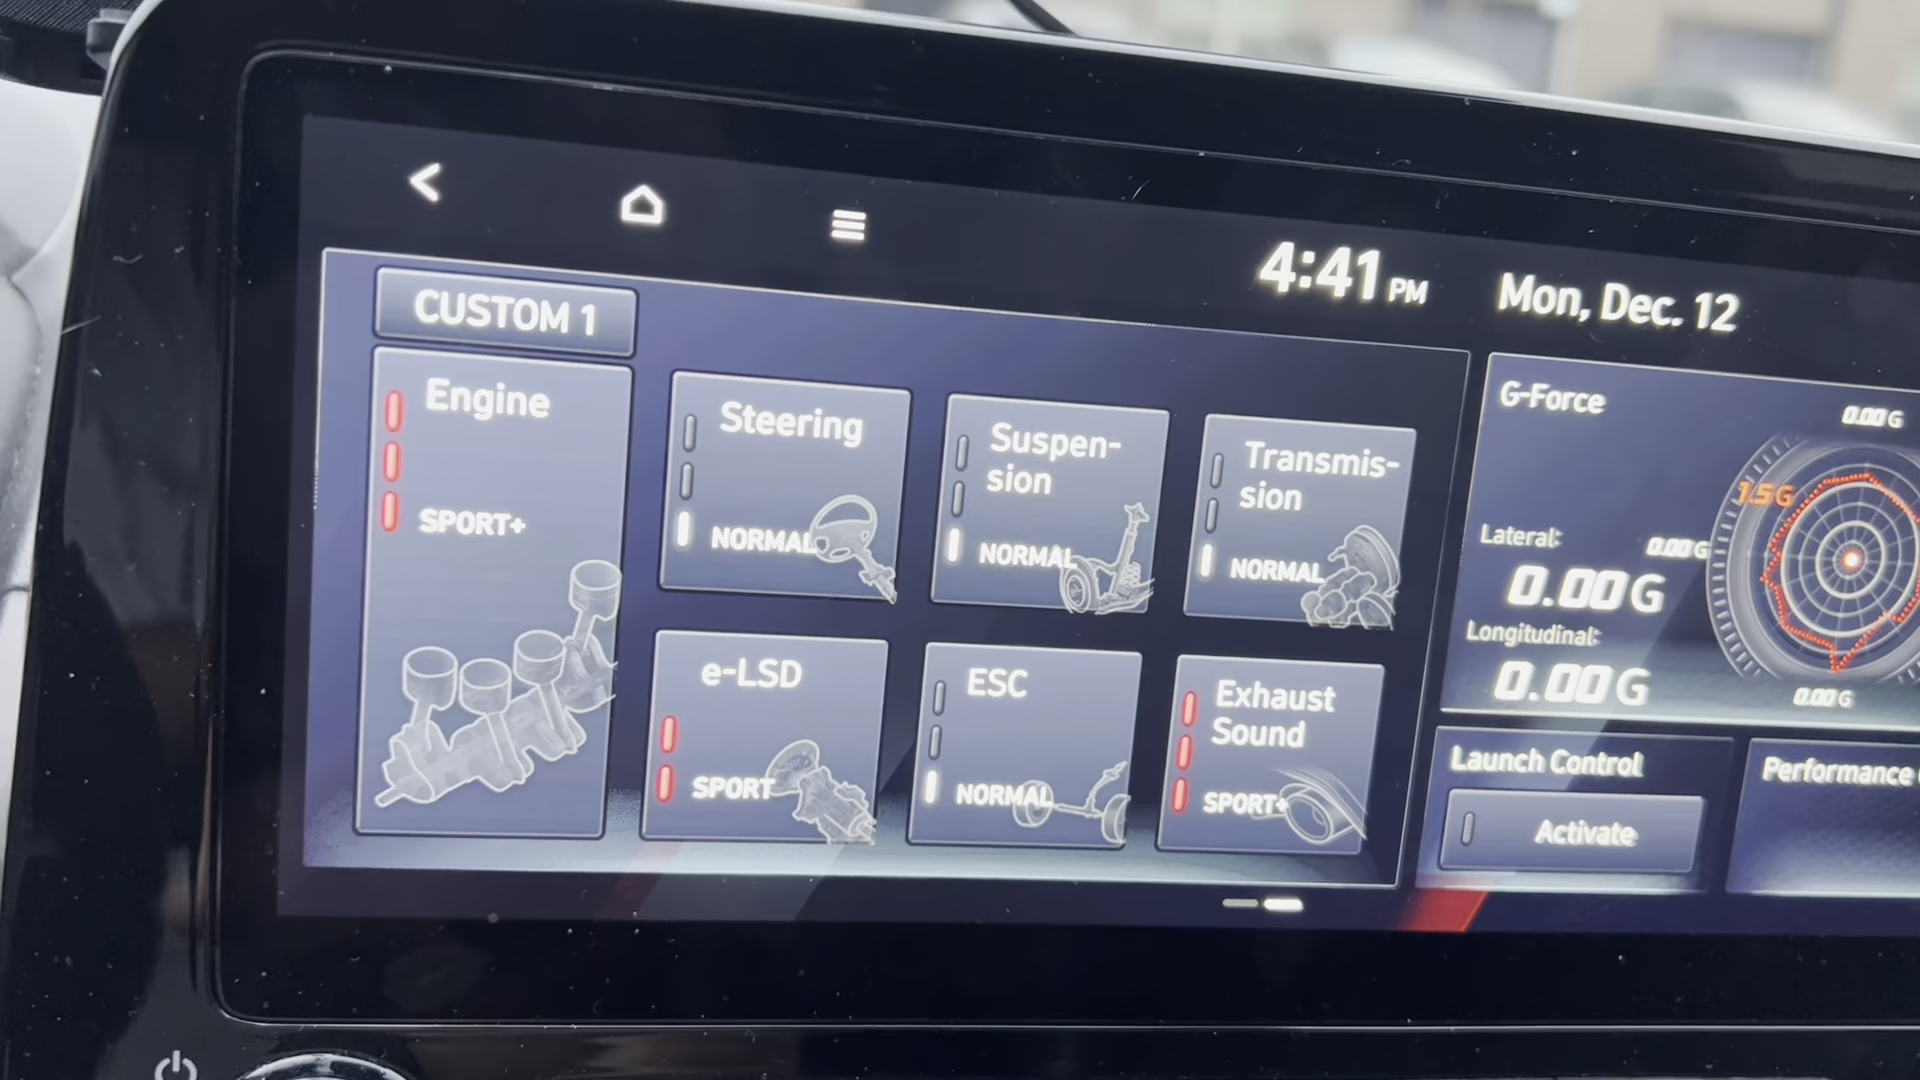 4:41 PM
Mon, Dec. 12
CUSTOM 1
Engine
SPORT+
Steering
NORMAL
Suspen-
sion
NORMAL
Transmis-
sion
NORMAL
e-LSD
SPORT
ESC
NORMAL
Exhaust
Sound
SPORT+
G-Force
0.00 G
1.5 G
Lateral:
0.00 G
0.00 G
Longitudinal:
0.00 G
0.00 G
Launch Control
Activate
Performance